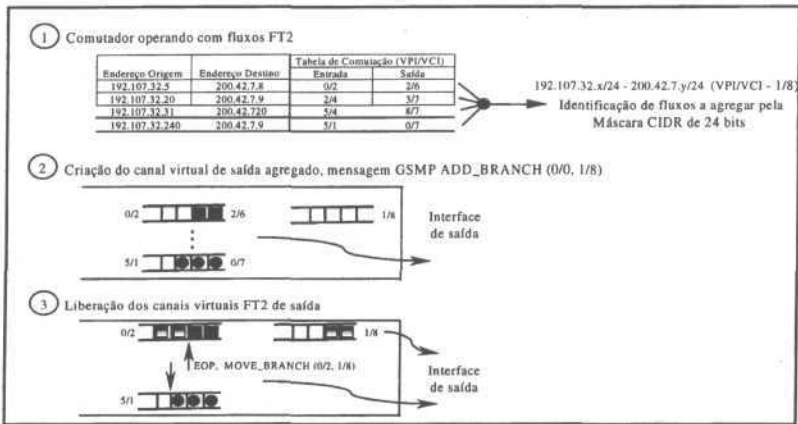 1 Comutador operando com fluxos FT2
Tabela de Comutação (VPI/VCI)
Endereço Origem Endereço Destino Entrada Saída
192.107.32.5 200.42.7.8 0/2 2/6
192.107.32.20 200.42.7.9 2/4 3/7
192.107.32.31 200.42.720 5/4 8/7
192.107.32.240 200.42.7.9 5/1 0/7
192.107.32.x/24 - 200.42.7.y/24 (VPI/VCI - 1/8)
Identificação de fluxos a agregar pela
Máscara CIDR de 24 bits
2 Criação do canal virtual de saída agregado, mensagem GSMP ADD_BRANCH (0/0, 1/8)
0/2 2/6 1/8
Interface
de saída
5/1 0/7
3 Liberação dos canais virtuais FT2 de saída
0/2 1/8
EOP, MOVE_BRANCH (0/2, 1/8)
Interface
de saída
5/1